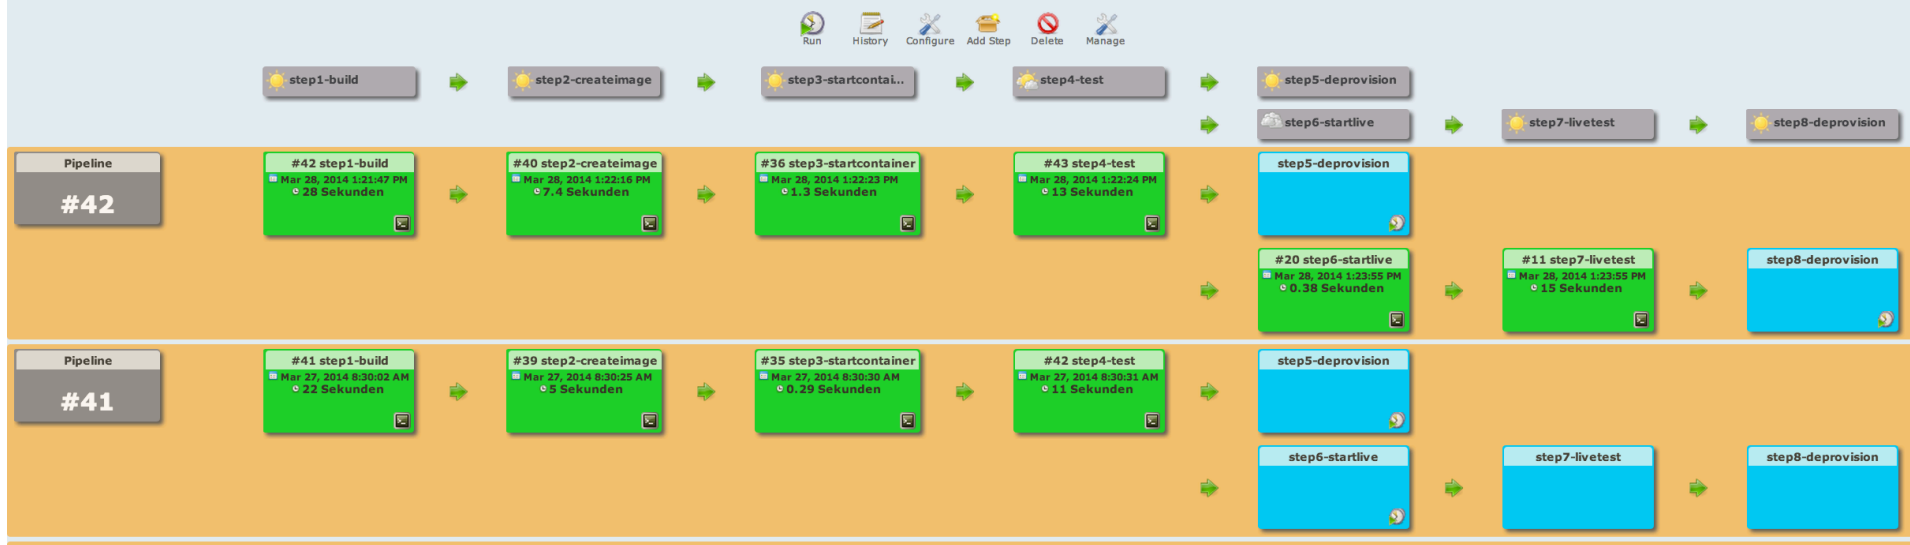 Run History Configure Add Step Delete Manage
step1-build step2-createimage step3-startcontai... step4-test step5-deprovision
step6-startlive step7-livetest step8-deprovision
Pipeline
#42
#42 step1-build
Mar 28, 2014 1:21:47 PM
28 Sekunden
#40 step2-createimage
Mar 28, 2014 1:22:16 PM
7.4 Sekunden
#36 step3-startcontainer
Mar 28, 2014 1:22:23 PM
1.3 Sekunden
#43 step4-test
Mar 28, 2014 1:22:24 PM
13 Sekunden
step5-deprovision
#20 step6-startlive
Mar 28, 2014 1:23:55 PM
0.38 Sekunden
#11 step7-livetest
Mar 28, 2014 1:23:55 PM
15 Sekunden
step8-deprovision
Pipeline
#41
#41 step1-build
Mar 27, 2014 8:30:02 AM
22 Sekunden
#39 step2-createimage
Mar 27, 2014 8:30:25 AM
5 Sekunden
#35 step3-startcontainer
Mar 27, 2014 8:30:30 AM
0.29 Sekunden
#42 step4-test
Mar 27, 2014 8:30:31 AM
11 Sekunden
step5-deprovision
step6-startlive
step7-livetest
step8-deprovision